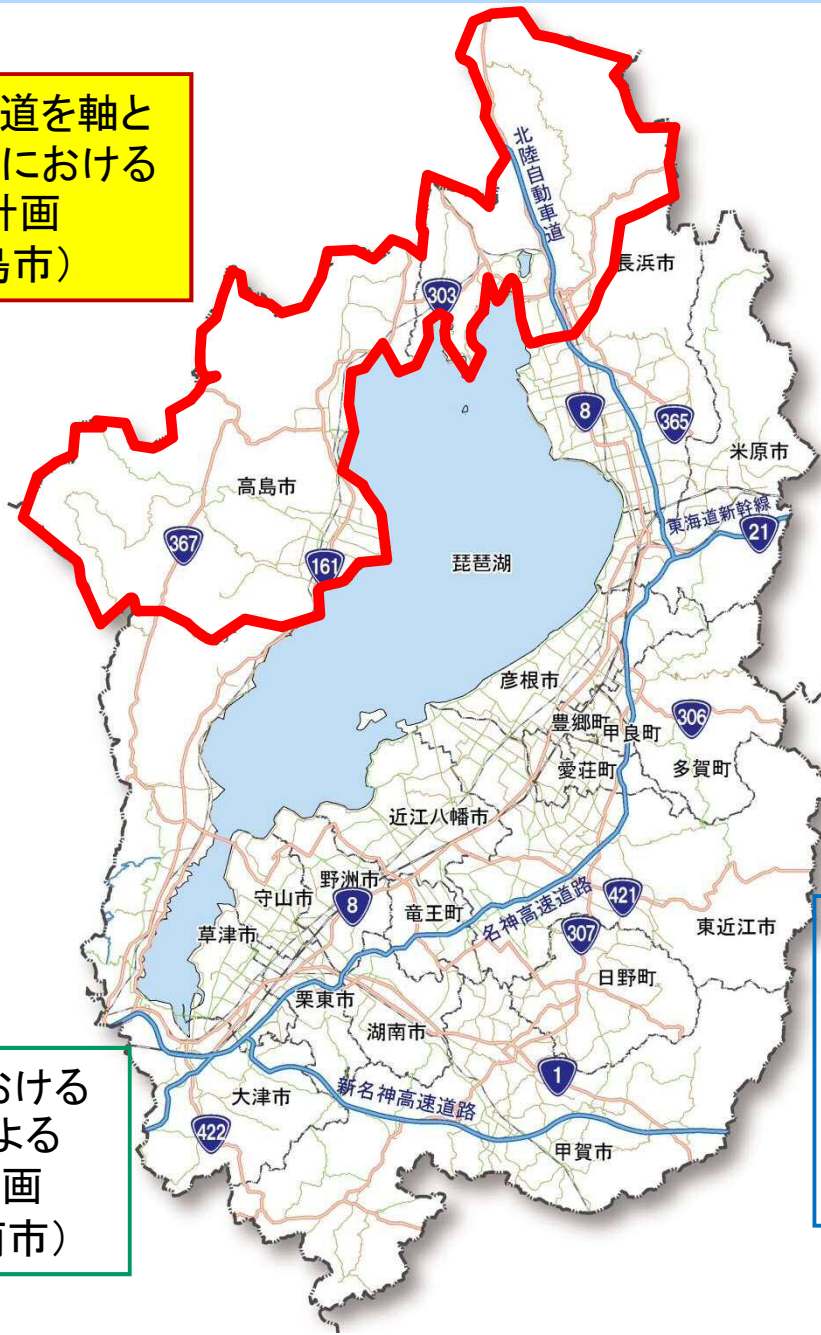 道を軸と
における
計画
島市）
北陸自動車道
長浜市
303
8
365
米原市
高島市
東海道新幹線
21
367
161
琵琶湖
彦根市
豊郷町
甲良町
306
愛荘町
多賀町
近江八幡市
野洲市
守山市
8
竜王町
名神高速道路
421
草津市
307
東近江市
日野町
栗東市
湖南市
1
おける
よる
画
南市）
大津市
新名神高速道路
422
甲賀市